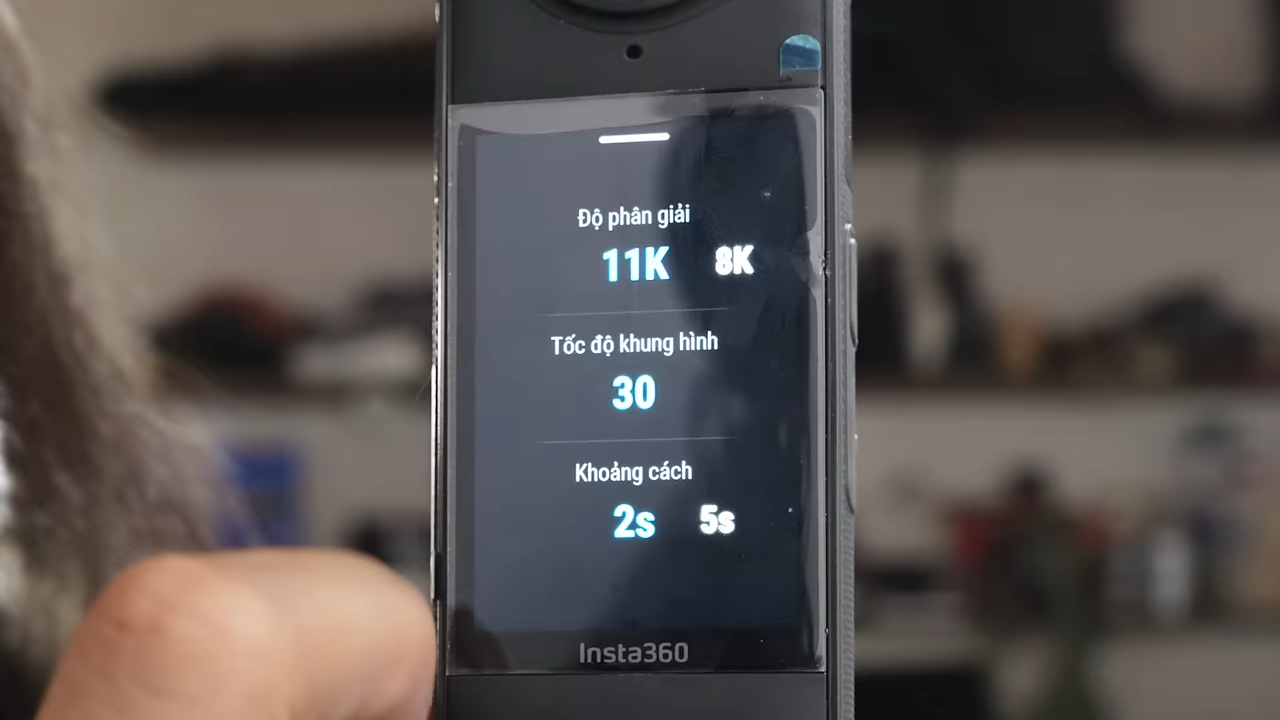 Độ phân giải
11K 8K
Tốc độ khung hình
30
Khoảng cách
2s 5s
Insta360